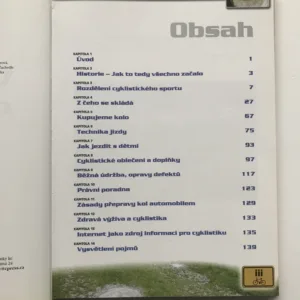 Obsah
KAPITOLA 1
Úvod 1
KAPITOLA 2
Historie – Jak to tedy všechno začalo 3
KAPITOLA 3
Rozdělení cyklistického sportu 7
KAPITOLA 4
Z čeho se skládá 27
KAPITOLA 5
Kupujeme kolo 67
KAPITOLA 6
Technika jízdy 75
KAPITOLA 7
Jak jezdit s dětmi 93
KAPITOLA 8
Cyklistické oblečení a doplňky 97
KAPITOLA 9
Běžná údržba, opravy defektů 117
KAPITOLA 10
Právní poradna 123
KAPITOLA 11
Zásady přepravy kol automobilem 129
KAPITOLA 12
Zdravá výživa a cyklistika 133
KAPITOLA 13
Internet jako zdroj informací pro cyklistiku 135
KAPITOLA 14
Vysvětlení pojmů 139